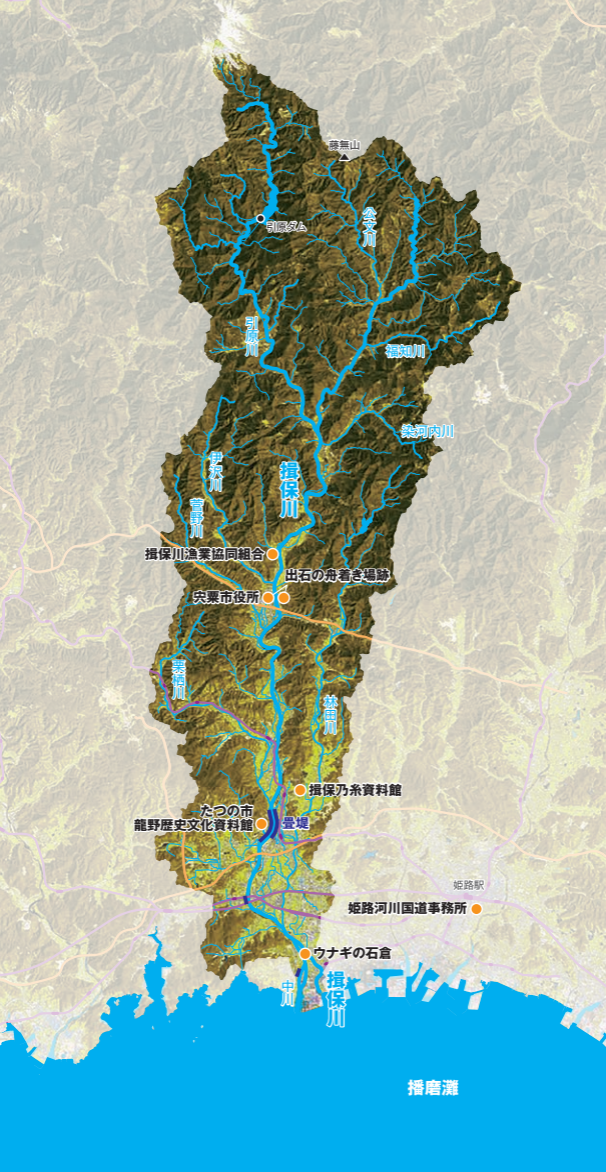 藤無山
公文川
引原ダム
引原川
福知川
染河内川
伊沢川
揖保川
菅野川
揖保川漁業協同組合
出石の舟着き場跡
宍粟市役所
栗栖川
林田川
揖保乃糸資料館
たつの市
龍野歴史文化資料館
畳堤
姫路駅
姫路河川国道事務所
ウナギの石倉
中川
揖保川
播磨灘